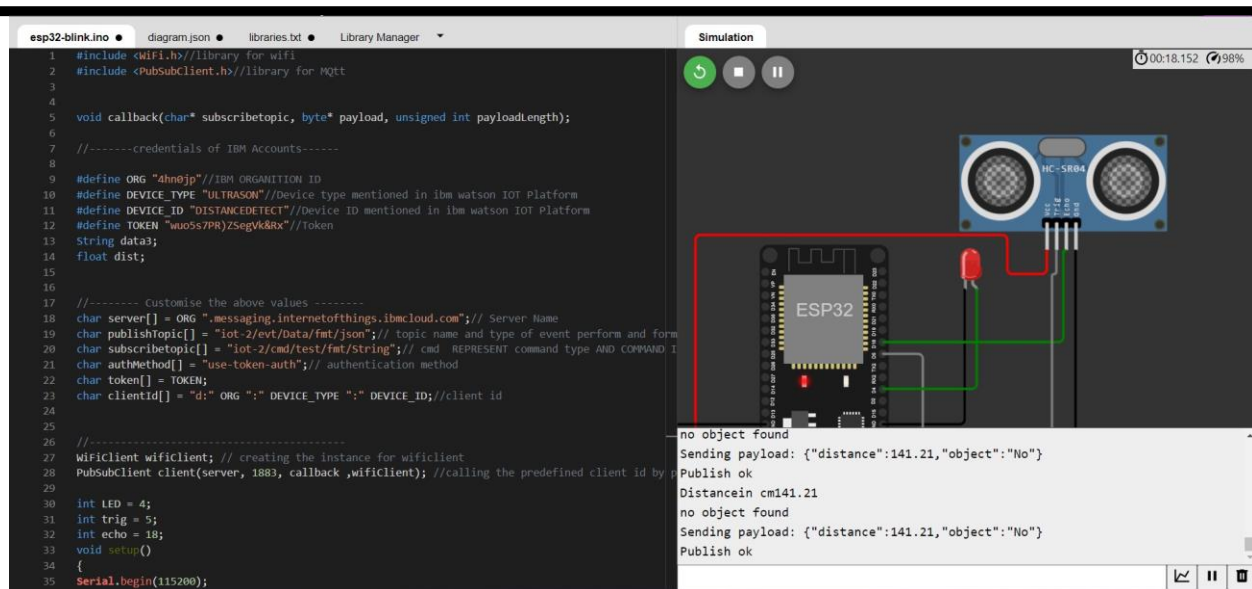 esp32-blink.ino ●
diagram.json ●
libraries.txt ●
Library Manager
1 #include <WiFi.h>//library for wifi
2 #include <PubSubClient.h>//library for MQtt
3
4
5 void callback(char* subscribetopic, byte* payload, unsigned int payloadLength);
6
7 //-------credentials of IBM Accounts------
8
9 #define ORG "4hn0jp"//IBM ORGANITION ID
10 #define DEVICE_TYPE "ULTRASON"//Device type mentioned in ibm watson IOT Platform
11 #define DEVICE_ID "DISTANCEDETECT"//Device ID mentioned in ibm watson IOT Platform
12 #define TOKEN "wuo5s7PR)ZSegVk&Rx"//Token
13 String data3;
14 float dist;
15
16
17 //-------- Customise the above values --------
18 char server[] = ORG ".messaging.internetofthings.ibmcloud.com";// Server Name
19 char publishTopic[] = "iot-2/evt/Data/fmt/json";// topic name and type of event perform and form
20 char subscribetopic[] = "iot-2/cmd/test/fmt/String";// cmd REPRESENT command type AND COMMAND I
21 char authMethod[] = "use-token-auth";// authentication method
22 char token[] = TOKEN;
23 char clientId[] = "d:" ORG ":" DEVICE_TYPE ":" DEVICE_ID;//client id
24
25
26 //-----------------------------------------
27 WiFiClient wifiClient; // creating the instance for wificlient
28 PubSubClient client(server, 1883, callback ,wifiClient); //calling the predefined client id by p
29
30 int LED = 4;
31 int trig = 5;
32 int echo = 18;
33 void setup()
34 {
35 Serial.begin(115200);
Simulation
00:18.152 98%
HC-SR04
Vcc
Trig
Echo
Gnd
ESP32
no object found
Sending payload: {"distance":141.21,"object":"No"}
Publish ok
Distancein cm141.21
no object found
Sending payload: {"distance":141.21,"object":"No"}
Publish ok